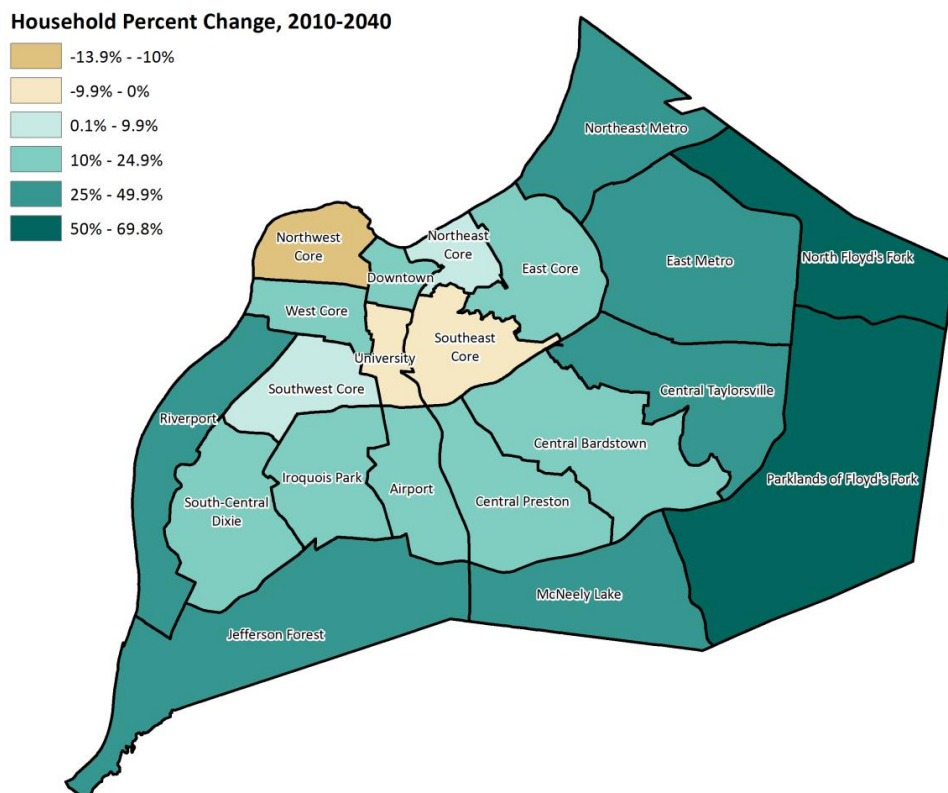 Household Percent Change, 2010-2040
-13.9% - -10%
-9.9% - 0%
0.1% - 9.9%
10% - 24.9%
25% - 49.9%
50% - 69.8%
Northeast Metro
Northwest
Core
Northeast
Core
Downtown
East Core
East Metro
North Floyd's Fork
West Core
University
Southeast
Core
Southwest Core
Central Taylorsville
Riverport
Central Bardstown
Iroquois Park
Airport
Central Preston
Parklands of Floyd's Fork
South-Central
Dixie
McNeely Lake
Jefferson Forest